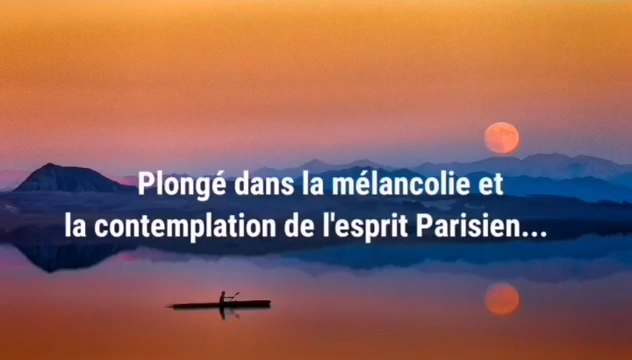 Plongé dans la mélancolie et
la contemplation de l'esprit Parisien...